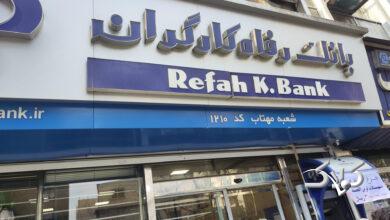 بانک رفاه کارگران
Refah K.Bank
ank.ir
شعبه مهتاب کد ۱۲۱۰